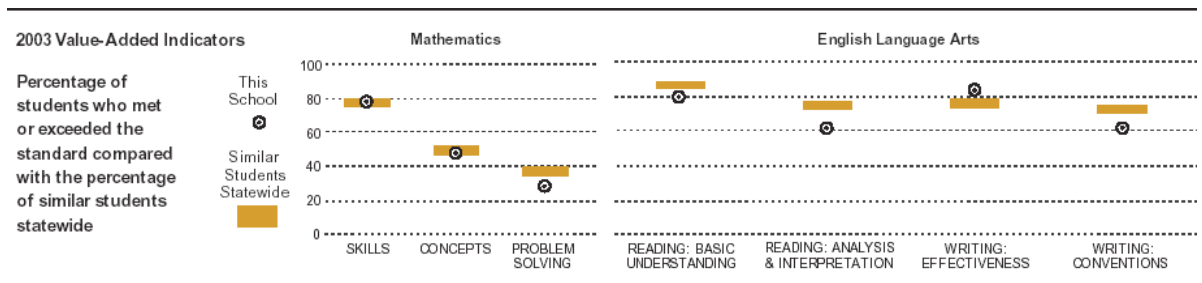 2003 Value-Added Indicators
Percentage of
students who met
or exceeded the
standard compared
with the percentage
of similar students
statewide
This
School
Similar
Students
Statewide
Mathematics
100
80
60
40
20
0
SKILLS
CONCEPTS
PROBLEM
SOLVING
English Language Arts
READING: BASIC
UNDERSTANDING
READING: ANALYSIS
& INTERPRETATION
WRITING:
EFFECTIVENESS
WRITING:
CONVENTIONS